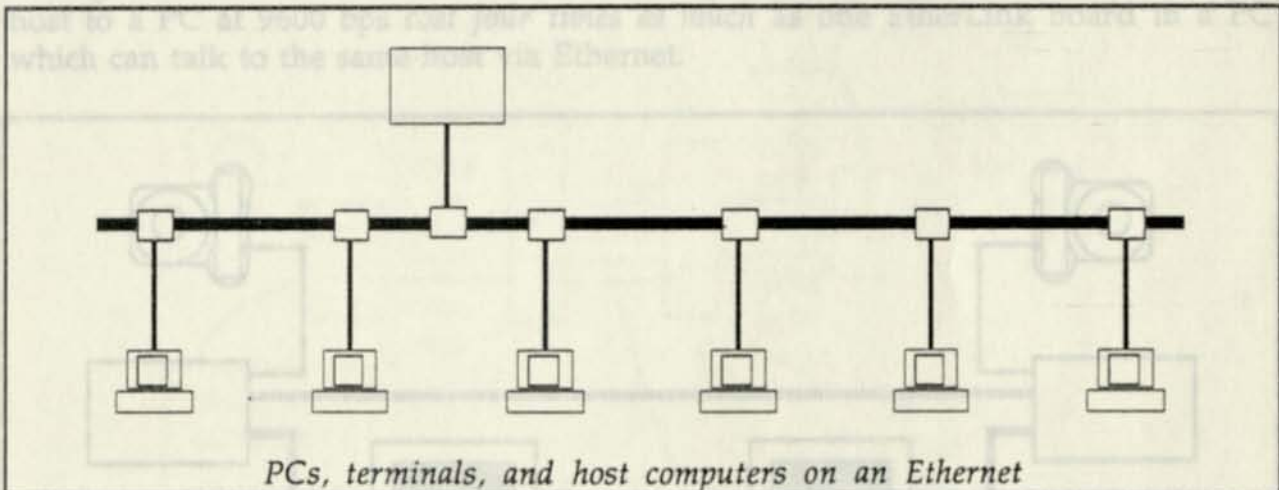 host to a PC at 9600 bps cost four times as much as one EtherLink board in a PC
which can talk to the same host via Ethernet.
PCs, terminals, and host computers on an Ethernet